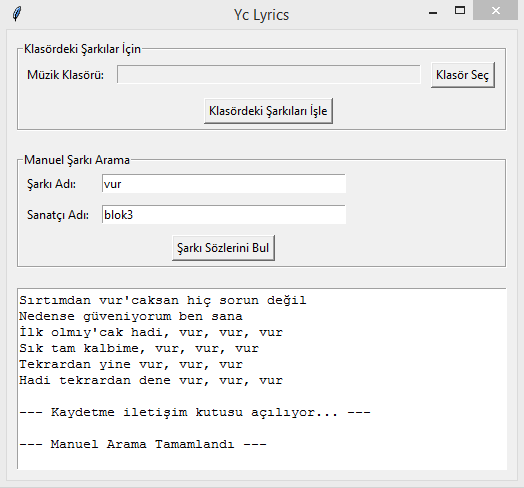 Yc Lyrics
Klasördeki Şarkılar İçin
Müzik Klasörü:
Klasör Seç
Klasördeki Şarkıları İşle
Manuel Şarkı Arama
Şarkı Adı:
vur
Sanatçı Adı:
blok3
Şarkı Sözlerini Bul
Sırtımdan vur'caksan hiç sorun değil
Nedense güveniyorum ben sana
İlk olmıy'cak hadi, vur, vur, vur
Sık tam kalbime, vur, vur, vur
Tekrardan yine vur, vur, vur
Hadi tekrardan dene vur, vur, vur
--- Kaydetme iletişim kutusu açılıyor... ---
--- Manuel Arama Tamamlandı ---